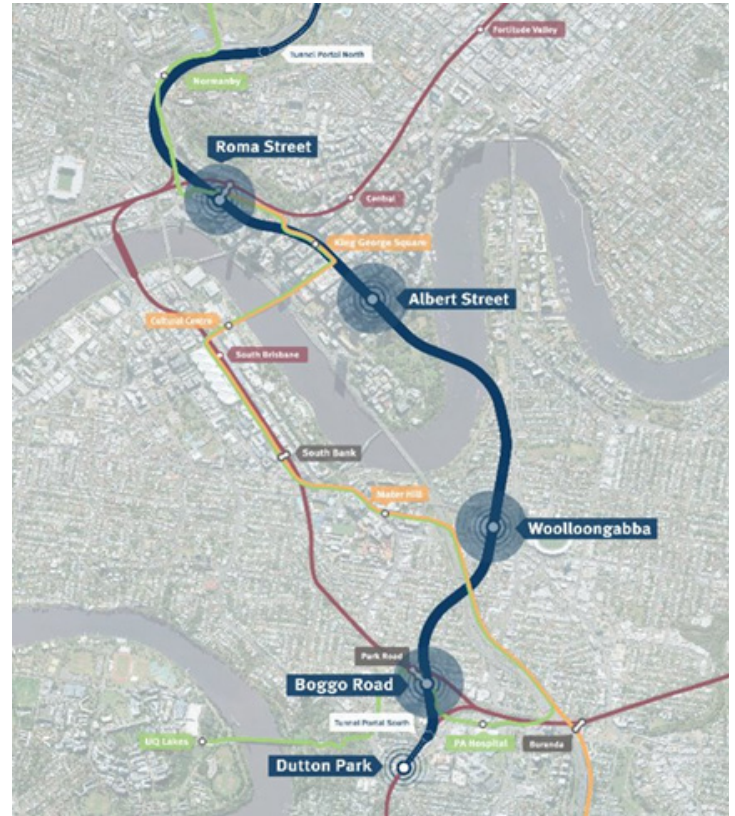 Fortitude Valley
Tunnel Portal North
Normanby
Roma Street
Central
King George Square
Albert Street
Cultural Centre
South Brisbane
South Bank
Mater Hill
Woolloongabba
Park Road
Boggo Road
Tunnel Portal South
UQ Lakes
PA Hospital
Buranda
Dutton Park